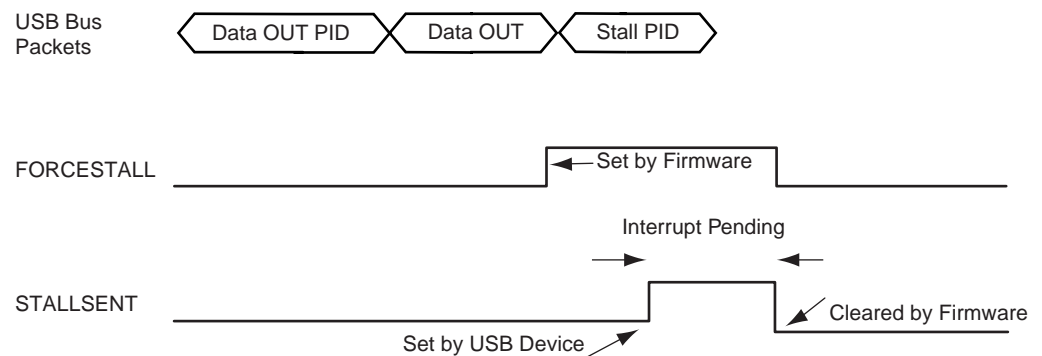 USB Bus
Packets
Data OUT PID
Data OUT
Stall PID
FORCESTALL
Set by Firmware
Interrupt Pending
STALLSENT
Cleared by Firmware
Set by USB Device